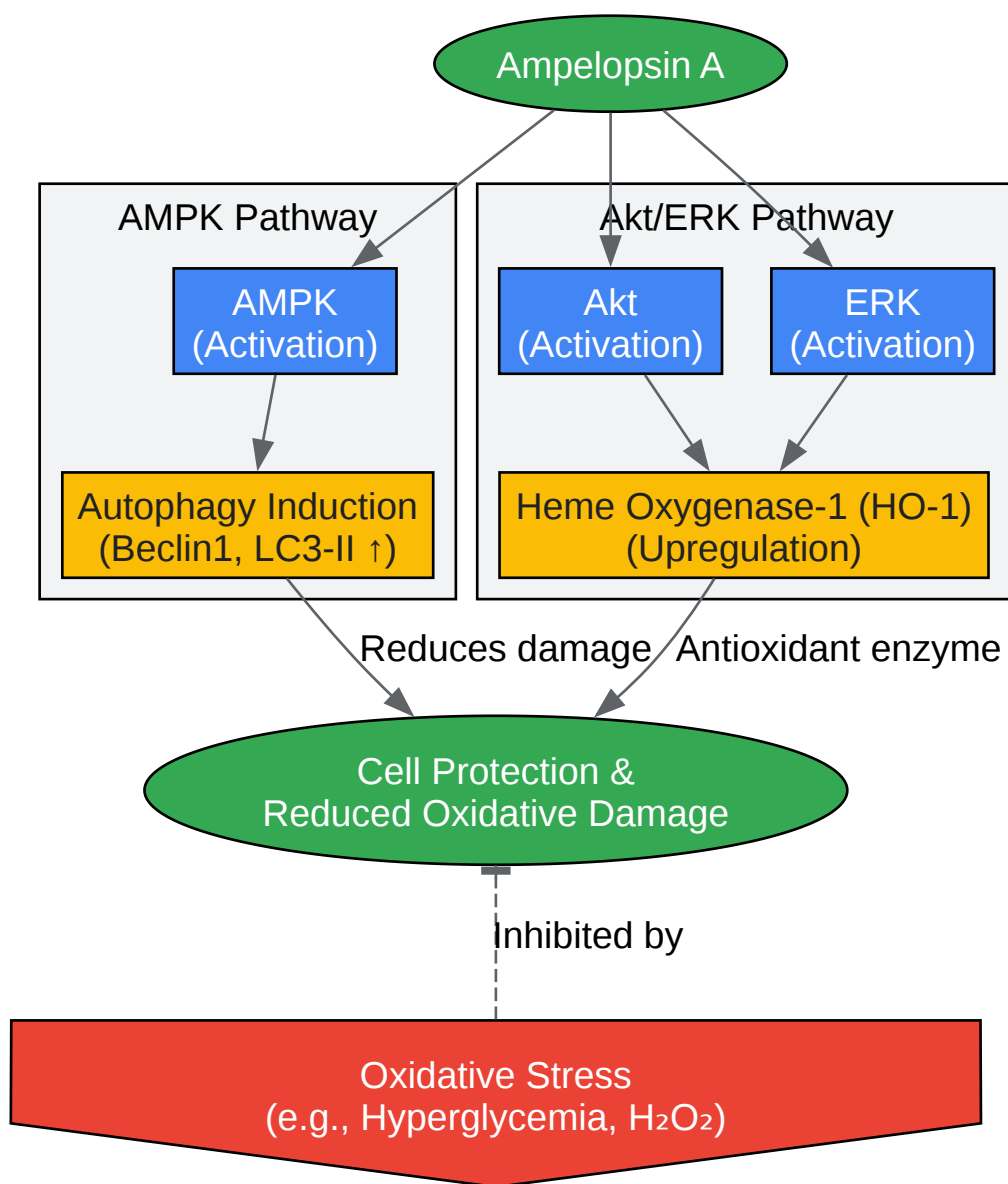 Ampelopsin A
AMPK Pathway
Akt/ERK Pathway
AMPK
(Activation)
Akt
(Activation)
ERK
(Activation)
Autophagy Induction
(Beclin1, LC3-II ↑)
Heme Oxygenase-1 (HO-1)
(Upregulation)
Reduces damage
Antioxidant enzyme
Cell Protection &
Reduced Oxidative Damage
Inhibited by
Oxidative Stress
(e.g., Hyperglycemia, H₂O₂)